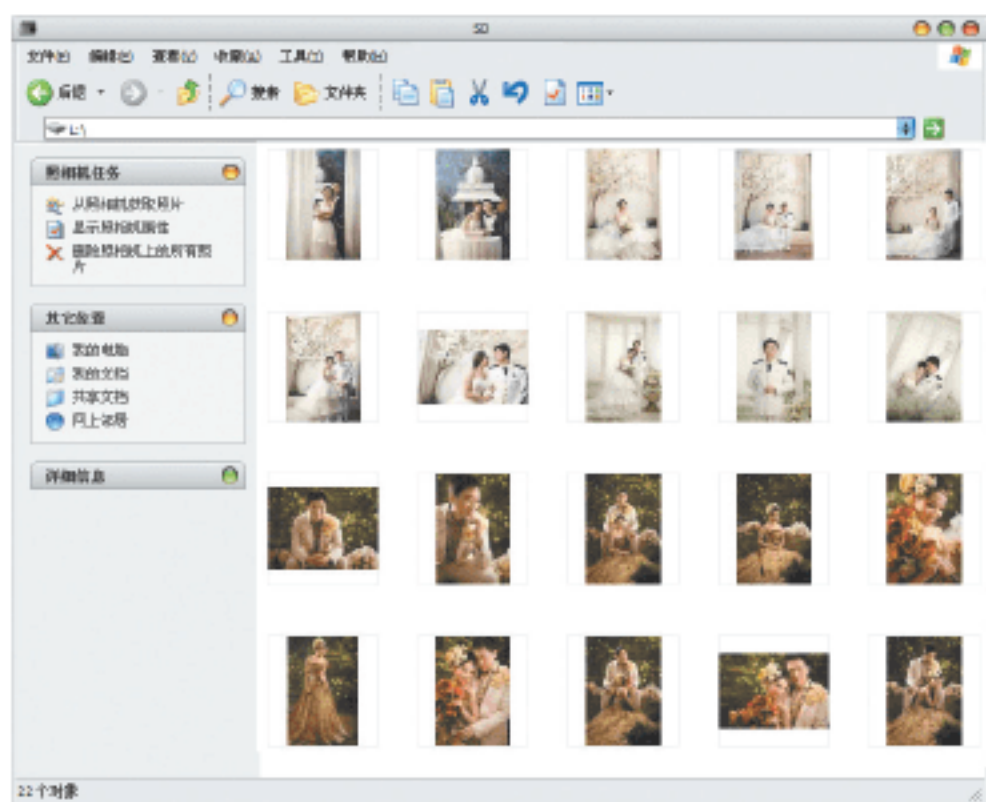 SD
文件(F) 编辑(E) 查看(V) 收藏(A) 工具(T) 帮助(H)
后退 搜索 文件夹
L:\
照相机任务
从照相机获取照片
显示照相机属性
删除照相机上的所有照
片
其它位置
我的电脑
我的文档
共享文档
网上邻居
详细信息
22个对象